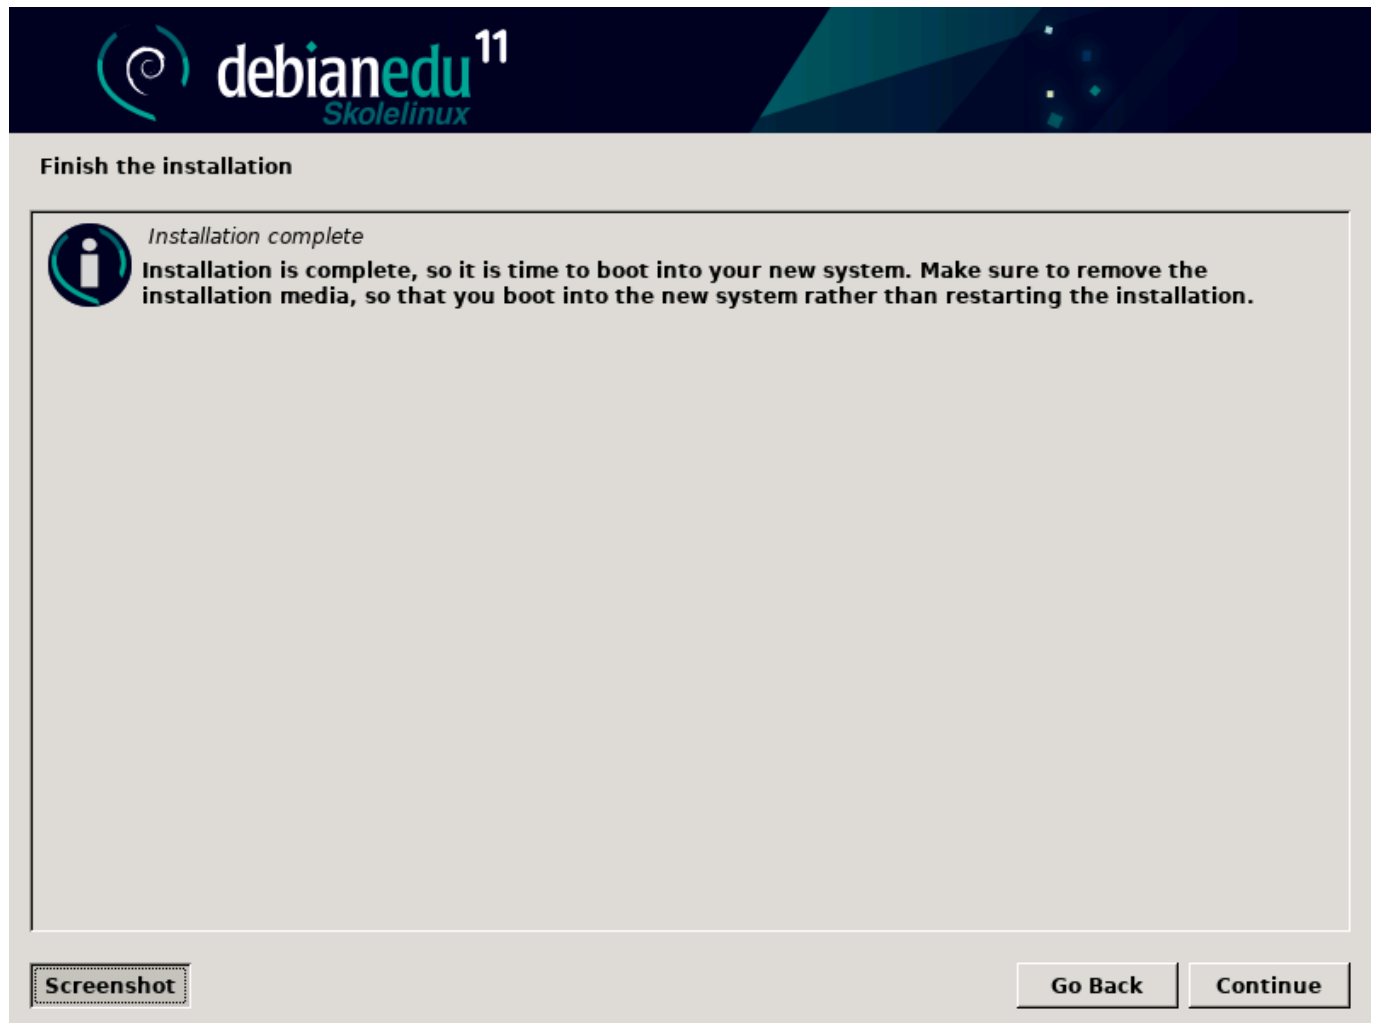 debianedu 11
Skolelinux
Finish the installation
Installation complete
Installation is complete, so it is time to boot into your new system. Make sure to remove the
installation media, so that you boot into the new system rather than restarting the installation.
Screenshot
Go Back
Continue